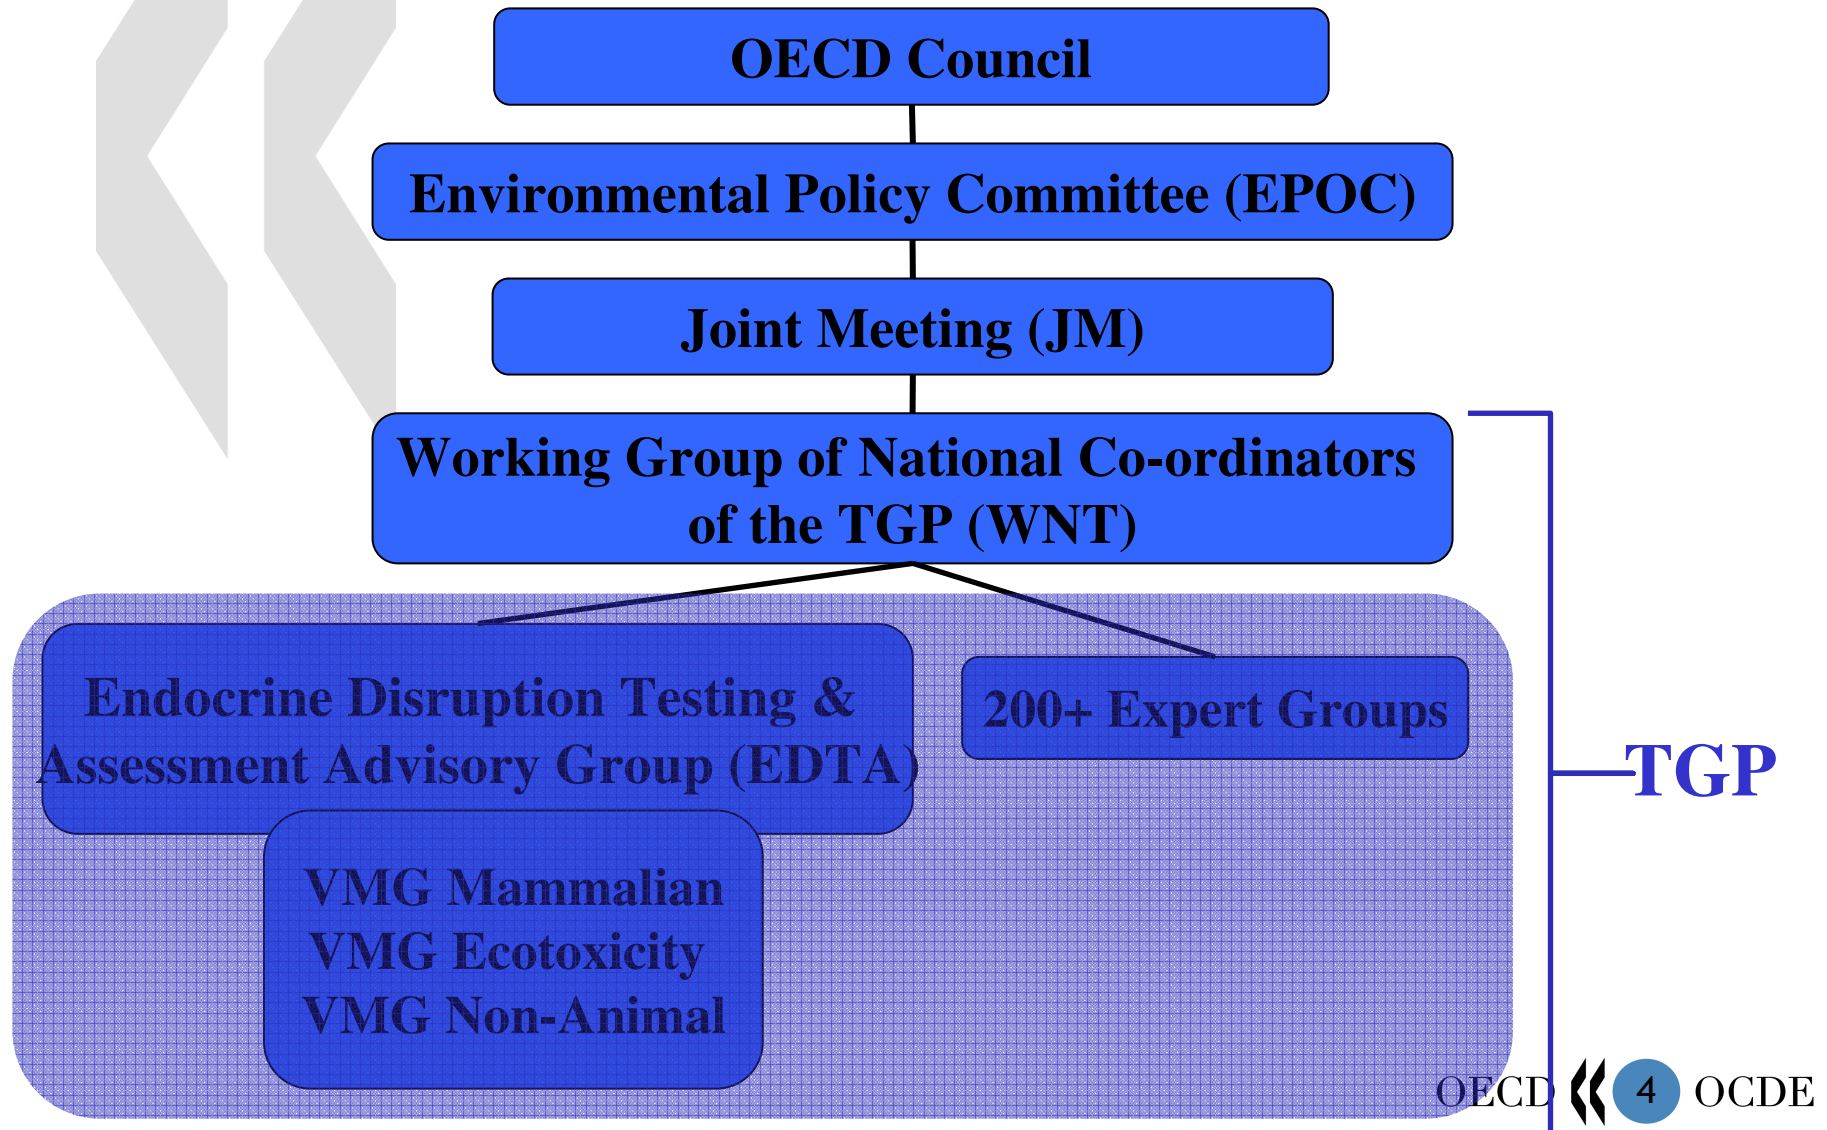 OECD Council
Environmental Policy Committee (EPOC)
Joint Meeting (JM)
Working Group of National Co-ordinators
of the TGP (WNT)
Endocrine Disruption Testing &
Assessment Advisory Group (EDTA)
200+ Expert Groups
TGP
VMG Mammalian
VMG Ecotoxicity
VMG Non-Animal
OECD 4 OCDE